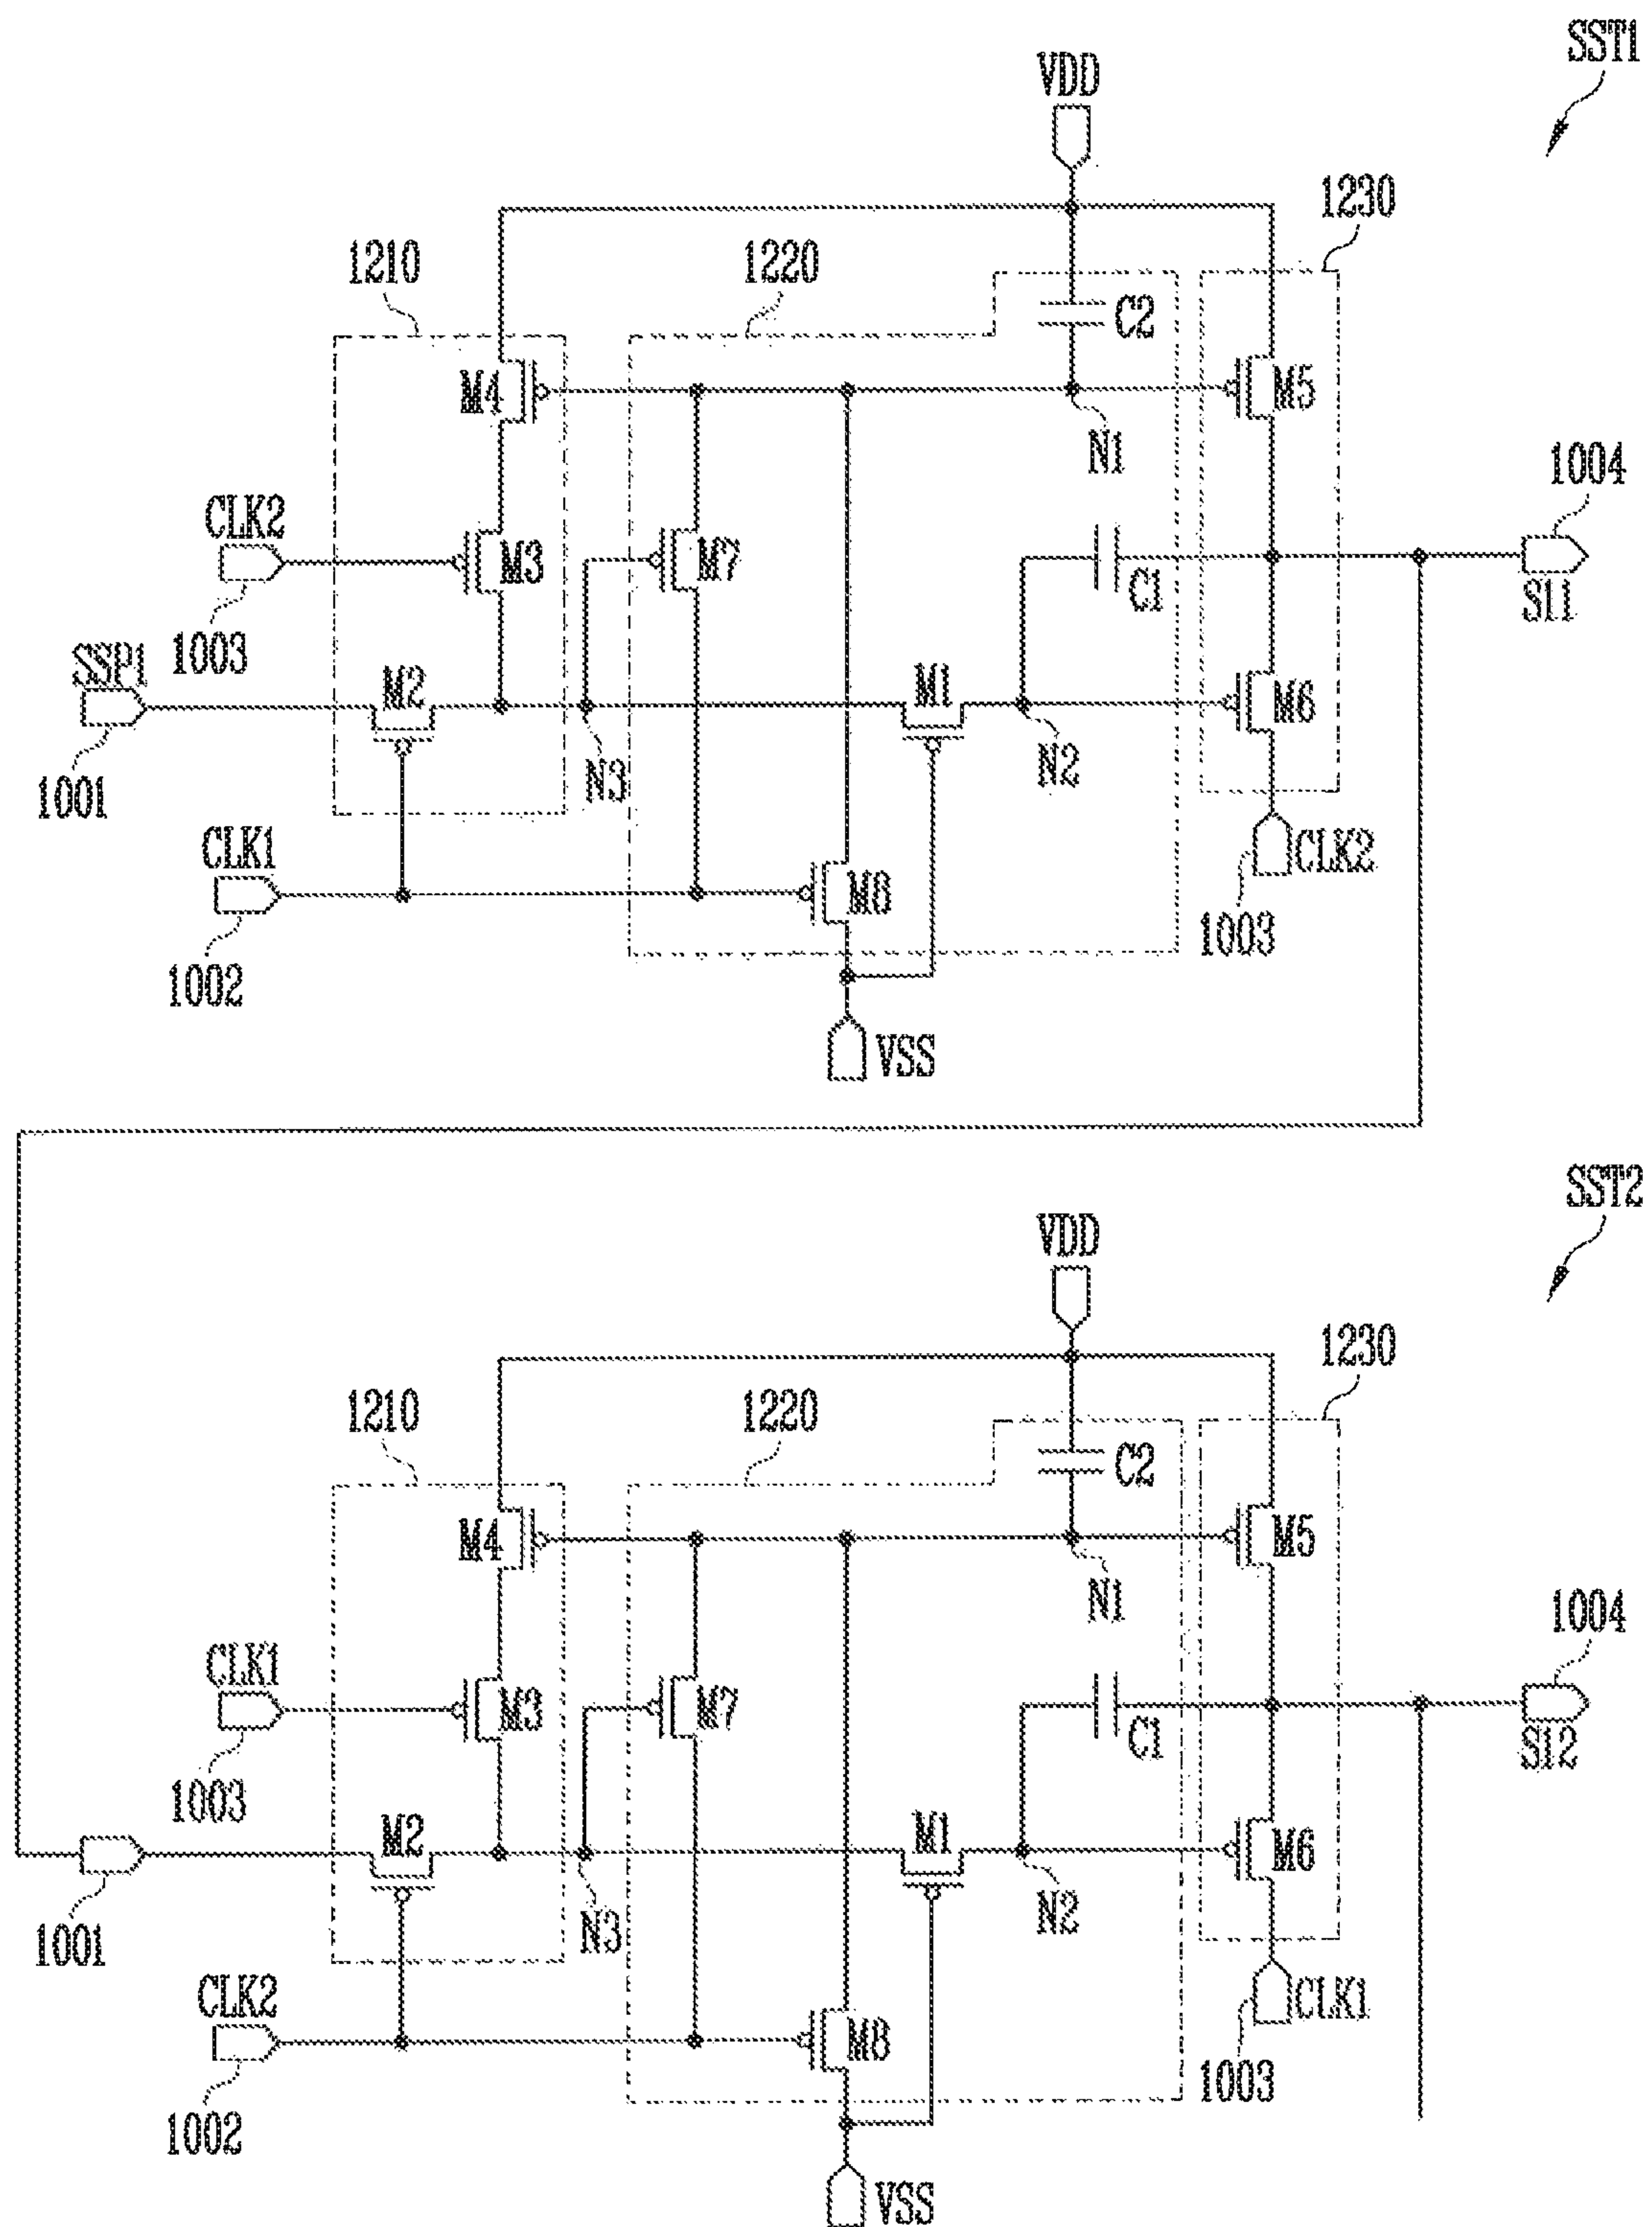 SST1
VDD
1230
1210
1220
C2
M4
M5
N1
1004
CLK2
M3
M7
C1
S11
1003
SSP1
M2
M1
M6
N3
N2
1001
CLK1
CLK2
M8
1003
1002
VSS
SST2
VDD
1230
1210
1220
C2
M4
M5
N1
1004
CLK1
M3
M7
C1
S12
1003
M2
M1
M6
N3
N2
1001
CLK2
CLK1
M8
1003
1002
VSS